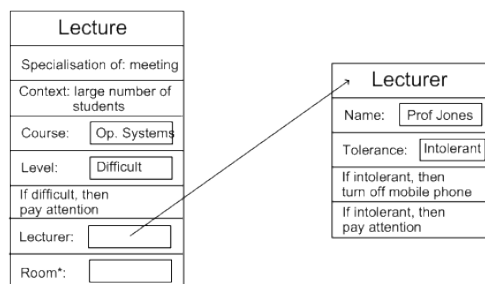 Lecture
Specialisation of: meeting
Context: large number of
students
Course: Op. Systems
Level: Difficult
If difficult, then
pay attention
Lecturer:
Room*:
Lecturer
Name: Prof Jones
Tolerance: Intolerant
If intolerant, then
turn off mobile phone
If intolerant, then
pay attention